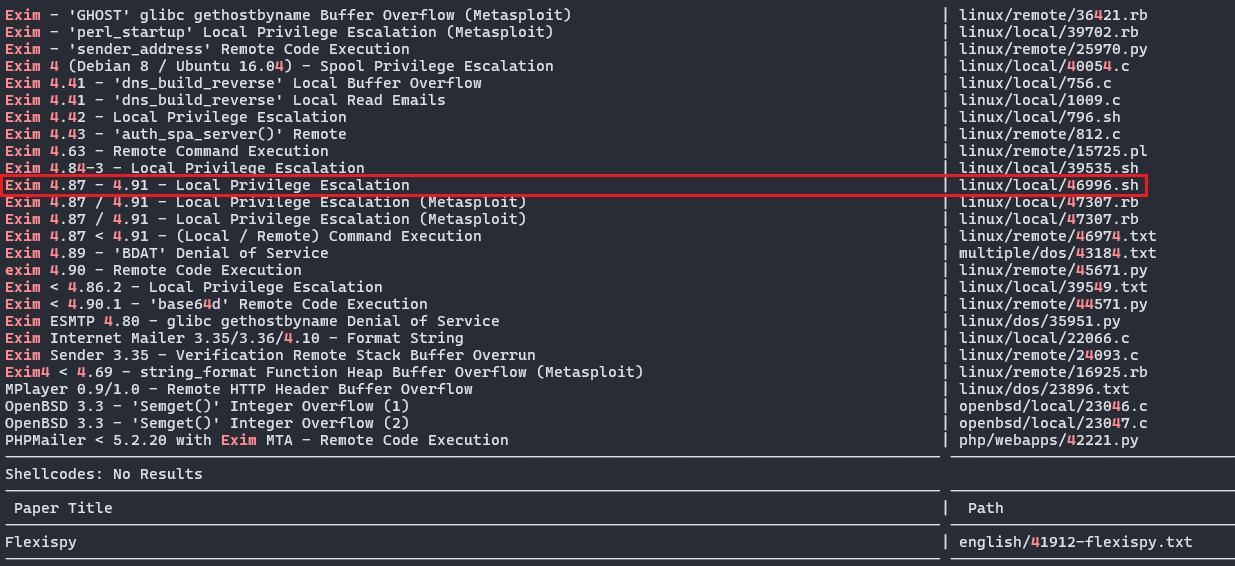 Exim - 'GHOST' glibc gethostbyname Buffer Overflow (Metasploit) | linux/remote/36421.rb
Exim - 'perl_startup' Local Privilege Escalation (Metasploit) | linux/local/39702.rb
Exim - 'sender_address' Remote Code Execution | linux/remote/25970.py
Exim 4 (Debian 8 / Ubuntu 16.04) - Spool Privilege Escalation | linux/local/40054.c
Exim 4.41 - 'dns_build_reverse' Local Buffer Overflow | linux/local/756.c
Exim 4.41 - 'dns_build_reverse' Local Read Emails | linux/local/1009.c
Exim 4.42 - Local Privilege Escalation | linux/local/796.sh
Exim 4.43 - 'auth_spa_server()' Remote | linux/remote/812.c
Exim 4.63 - Remote Command Execution | linux/remote/15725.pl
Exim 4.84-3 - Local Privilege Escalation | linux/local/39535.sh
Exim 4.87 - 4.91 - Local Privilege Escalation | linux/local/46996.sh
Exim 4.87 / 4.91 - Local Privilege Escalation (Metasploit) | linux/local/47307.rb
Exim 4.87 / 4.91 - Local Privilege Escalation (Metasploit) | linux/local/47307.rb
Exim 4.87 < 4.91 - (Local / Remote) Command Execution | linux/remote/46974.txt
Exim 4.89 - 'BDAT' Denial of Service | multiple/dos/43184.txt
exim 4.90 - Remote Code Execution | linux/remote/45671.py
Exim < 4.86.2 - Local Privilege Escalation | linux/local/39549.txt
Exim < 4.90.1 - 'base64d' Remote Code Execution | linux/remote/44571.py
Exim ESMTP 4.80 - glibc gethostbyname Denial of Service | linux/dos/35951.py
Exim Internet Mailer 3.35/3.36/4.10 - Format String | linux/local/22066.c
Exim Sender 3.35 - Verification Remote Stack Buffer Overrun | linux/remote/24093.c
Exim4 < 4.69 - string_format Function Heap Buffer Overflow (Metasploit) | linux/remote/16925.rb
MPlayer 0.9/1.0 - Remote HTTP Header Buffer Overflow | linux/dos/23896.txt
OpenBSD 3.3 - 'Semget()' Integer Overflow (1) | openbsd/local/23046.c
OpenBSD 3.3 - 'Semget()' Integer Overflow (2) | openbsd/local/23047.c
PHPMailer < 5.2.20 with Exim MTA - Remote Code Execution | php/webapps/42221.py
Shellcodes: No Results
Paper Title | Path
Flexispy | english/41912-flexispy.txt